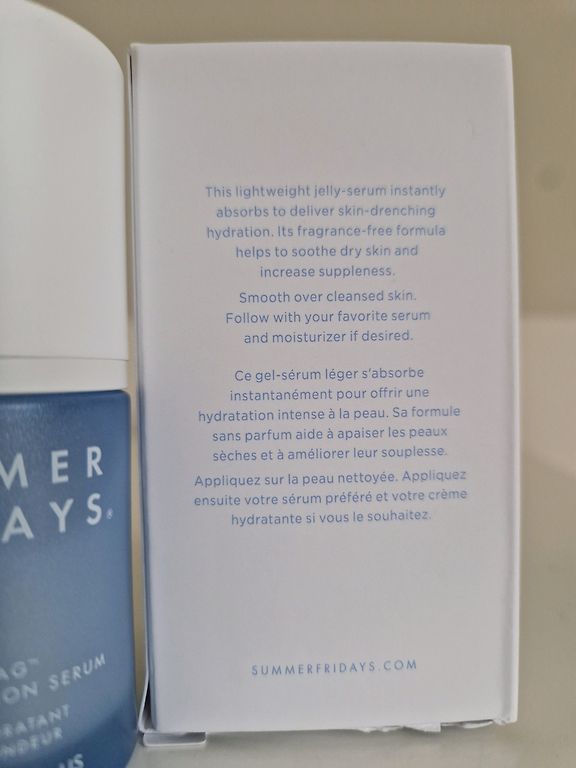 This lightweight jelly-serum instantly
absorbs to deliver skin-drenching
hydration. Its fragrance-free formula
helps to soothe dry skin and
increase suppleness.
Smooth over cleansed skin.
Follow with your favorite serum
and moisturizer if desired.
Ce gel-sérum léger s'absorbe
instantanément pour offrir une
hydratation intense à la peau. Sa formule
sans parfum aide à apaiser les peaux
sèches et à améliorer leur souplesse.
Appliquez sur la peau nettoyée. Appliquez
ensuite votre sérum préféré et votre crème
hydratante si vous le souhaitez.
SUMMERFRIDAYS.COM
MER
AYS®
AG™
ON SERUM
RATANT
NDEUR